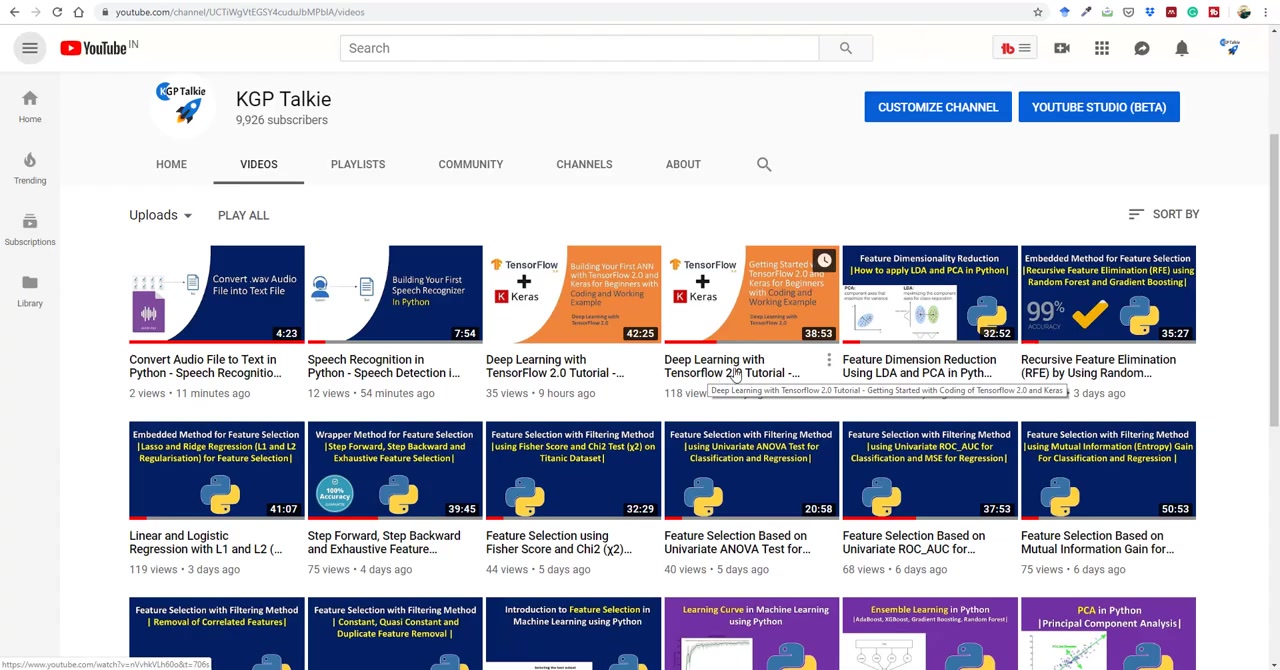 youtube.com/channel/UCTiWgVtEGSY4cuduJbMPbIA/videos
YouTube IN
Search
KGP Talkie
KGP Talkie
9,926 subscribers
CUSTOMIZE CHANNEL
YOUTUBE STUDIO (BETA)
HOME
VIDEOS
PLAYLISTS
COMMUNITY
CHANNELS
ABOUT
Home
Trending
Subscriptions
Library
Uploads
PLAY ALL
SORT BY
Convert .wav Audio
File into Text File
4:23
Convert Audio File to Text in
Python - Speech Recognitio...
2 views • 11 minutes ago
Building Your First
Speech Recognizer
In Python
7:54
Speech Recognition in
Python - Speech Detection i...
12 views • 54 minutes ago
TensorFlow
+
Keras
Building Your First ANN
with TensorFlow 2.0 and
Keras for Beginners with
Coding and Working
Example
Deep Learning with
TensorFlow 2.0
42:25
Deep Learning with
TensorFlow 2.0 Tutorial -...
35 views • 9 hours ago
TensorFlow
+
Keras
Getting Started
with TensorFlow 2.0 and
Keras for Beginners
with Coding and Working
Example
Deep Learning with
TensorFlow 2.0
38:53
Deep Learning with
Tensorflow 2.0 Tutorial -...
118 views
Deep Learning with Tensorflow 2.0 Tutorial - Getting Started with Coding of Tensorflow 2.0 and Keras
Feature Dimensionality Reduction
|How to apply LDA and PCA in Python|
32:52
Feature Dimension Reduction
Using LDA and PCA in Pyth...
Embedded Method for Feature Selection
|Recursive Feature Elimination (RFE) using
Random Forest and Gradient Boosting|
99%
ACCURACY
35:27
Recursive Feature Elimination
(RFE) by Using Random...
3 days ago
Embedded Method for Feature Selection
|Lasso and Ridge Regression (L1 and L2
Regularisation) for Feature Selection|
41:07
Linear and Logistic
Regression with L1 and L2 (...
119 views • 3 days ago
Wrapper Method for Feature Selection
|Step Forward, Step Backward and
Exhaustive Feature Selection|
100%
Accuracy
39:45
Step Forward, Step Backward
and Exhaustive Feature...
75 views • 4 days ago
Feature Selection with Filtering Method
|using Fisher Score and Chi2 Test (χ2) on
Titanic Dataset|
32:29
Feature Selection using
Fisher Score and Chi2 (χ2)...
44 views • 5 days ago
Feature Selection with Filtering Method
|using Univariate ANOVA Test for
Classification and Regression|
20:58
Feature Selection Based on
Univariate ANOVA Test for...
40 views • 5 days ago
Feature Selection with Filtering Method
|using Univariate ROC_AUC for
Classification and MSE for Regression|
37:53
Feature Selection Based on
Univariate ROC_AUC for...
68 views • 6 days ago
Feature Selection with Filtering Method
|using Mutual Information (Entropy) Gain
For Classification and Regression |
50:53
Feature Selection Based on
Mutual Information Gain for...
75 views • 6 days ago
Feature Selection with Filtering Method
| Removal of Correlated Features|
Feature Selection with Filtering Method
| Constant, Quasi Constant and
Duplicate Feature Removal |
Introduction to Feature Selection in
Machine Learning using Python
Learning Curve in Machine Learning
using Python
Ensemble Learning in Python
|AdaBoost, XGBoost, Gradient Boosting, Random Forest|
PCA in Python
|Principal Component Analysis|
https://www.youtube.com/watch?v=nVvhkVLh60o&t=706s